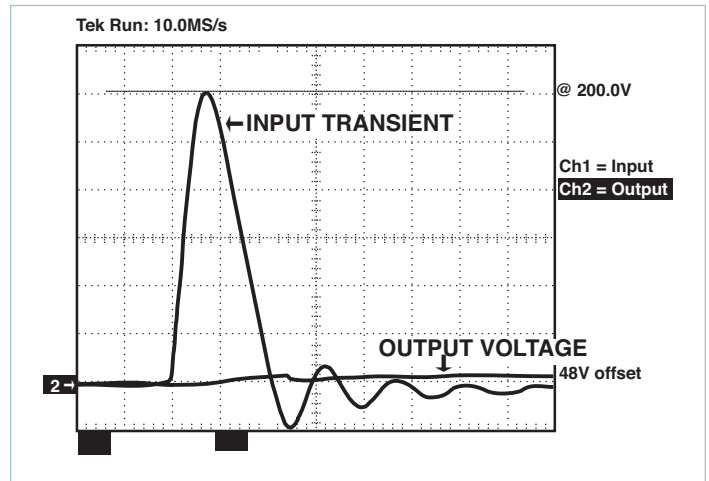 Tek Run: 10.0MS/s
@ 200.0V
←INPUT TRANSIENT
Ch1 = Input
Ch2 = Output
OUTPUT VOLTAGE
48V offset
2→